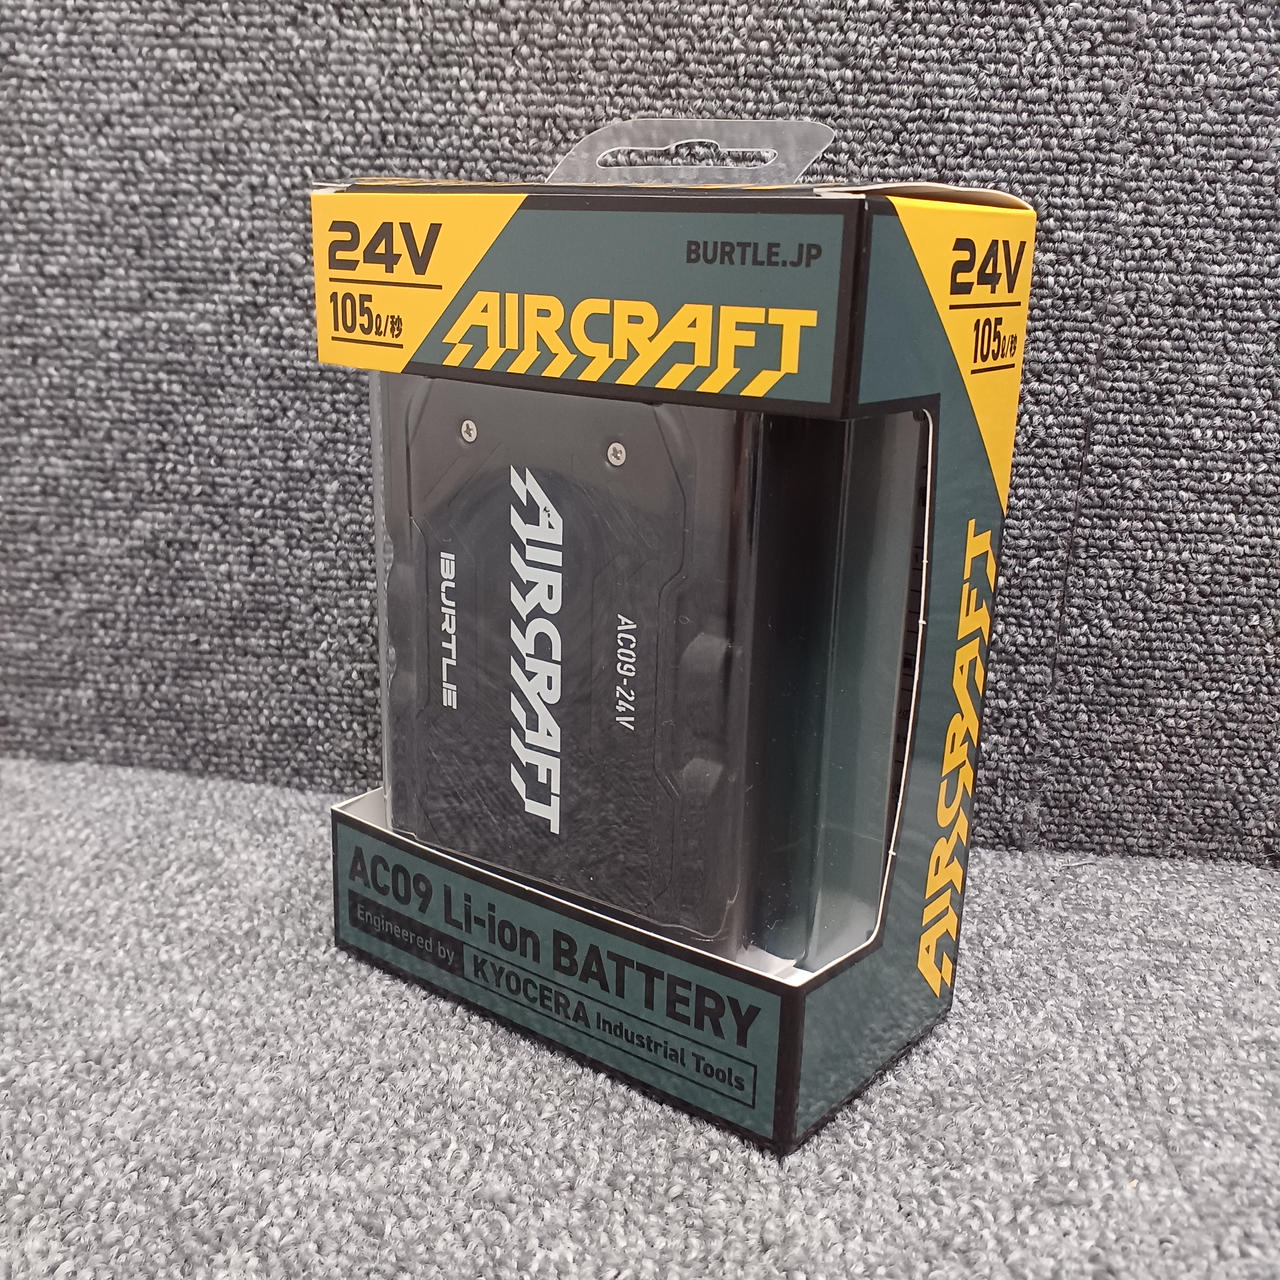 24V
105ℓ/秒
BURTLE.JP
AIRCRAFT
24V
105ℓ/秒
AIRCRAFT
BURTLE
AIRCRAFT
AC09-24V
AC09 Li-ion BATTERY
Engineered by KYOCERA Industrial Tools